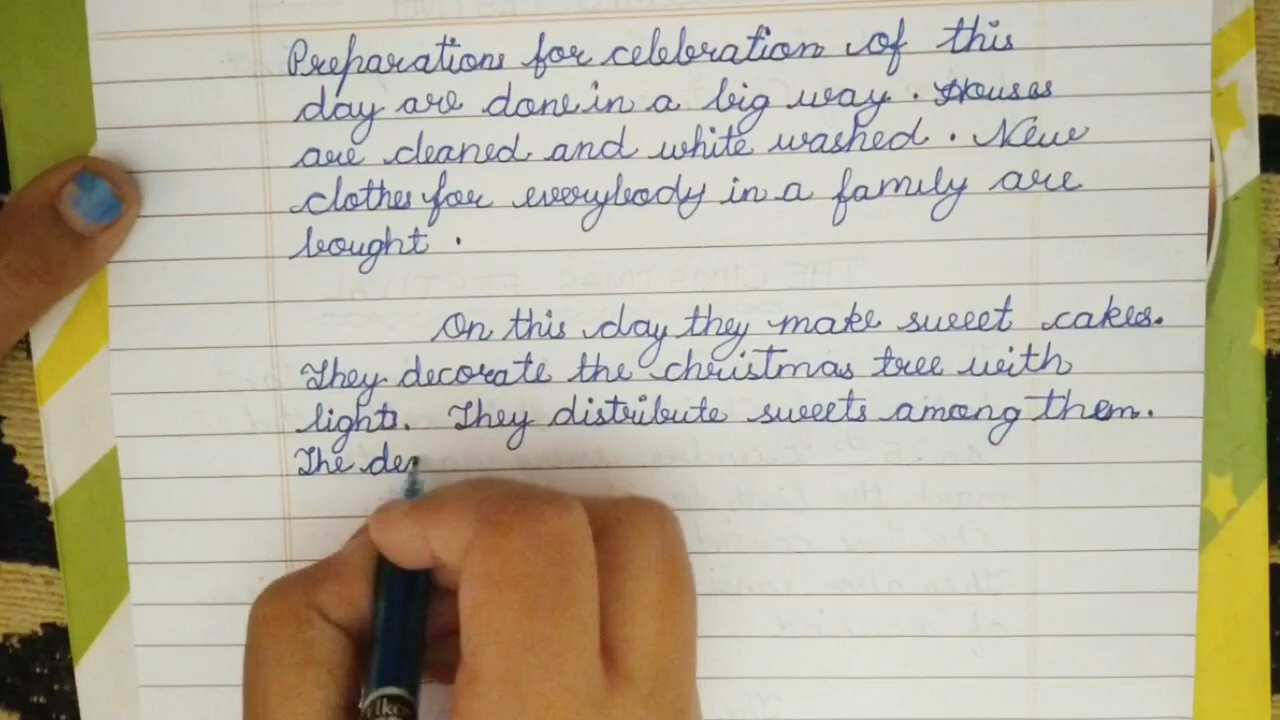 Preparations for celebration of this
day are done in a big way. Houses
are cleaned and white washed. New
clothes for everybody in a family are
bought.
On this day they make sweet cakes.
They decorate the christmas tree with
light. They distribute sweets among them.
The